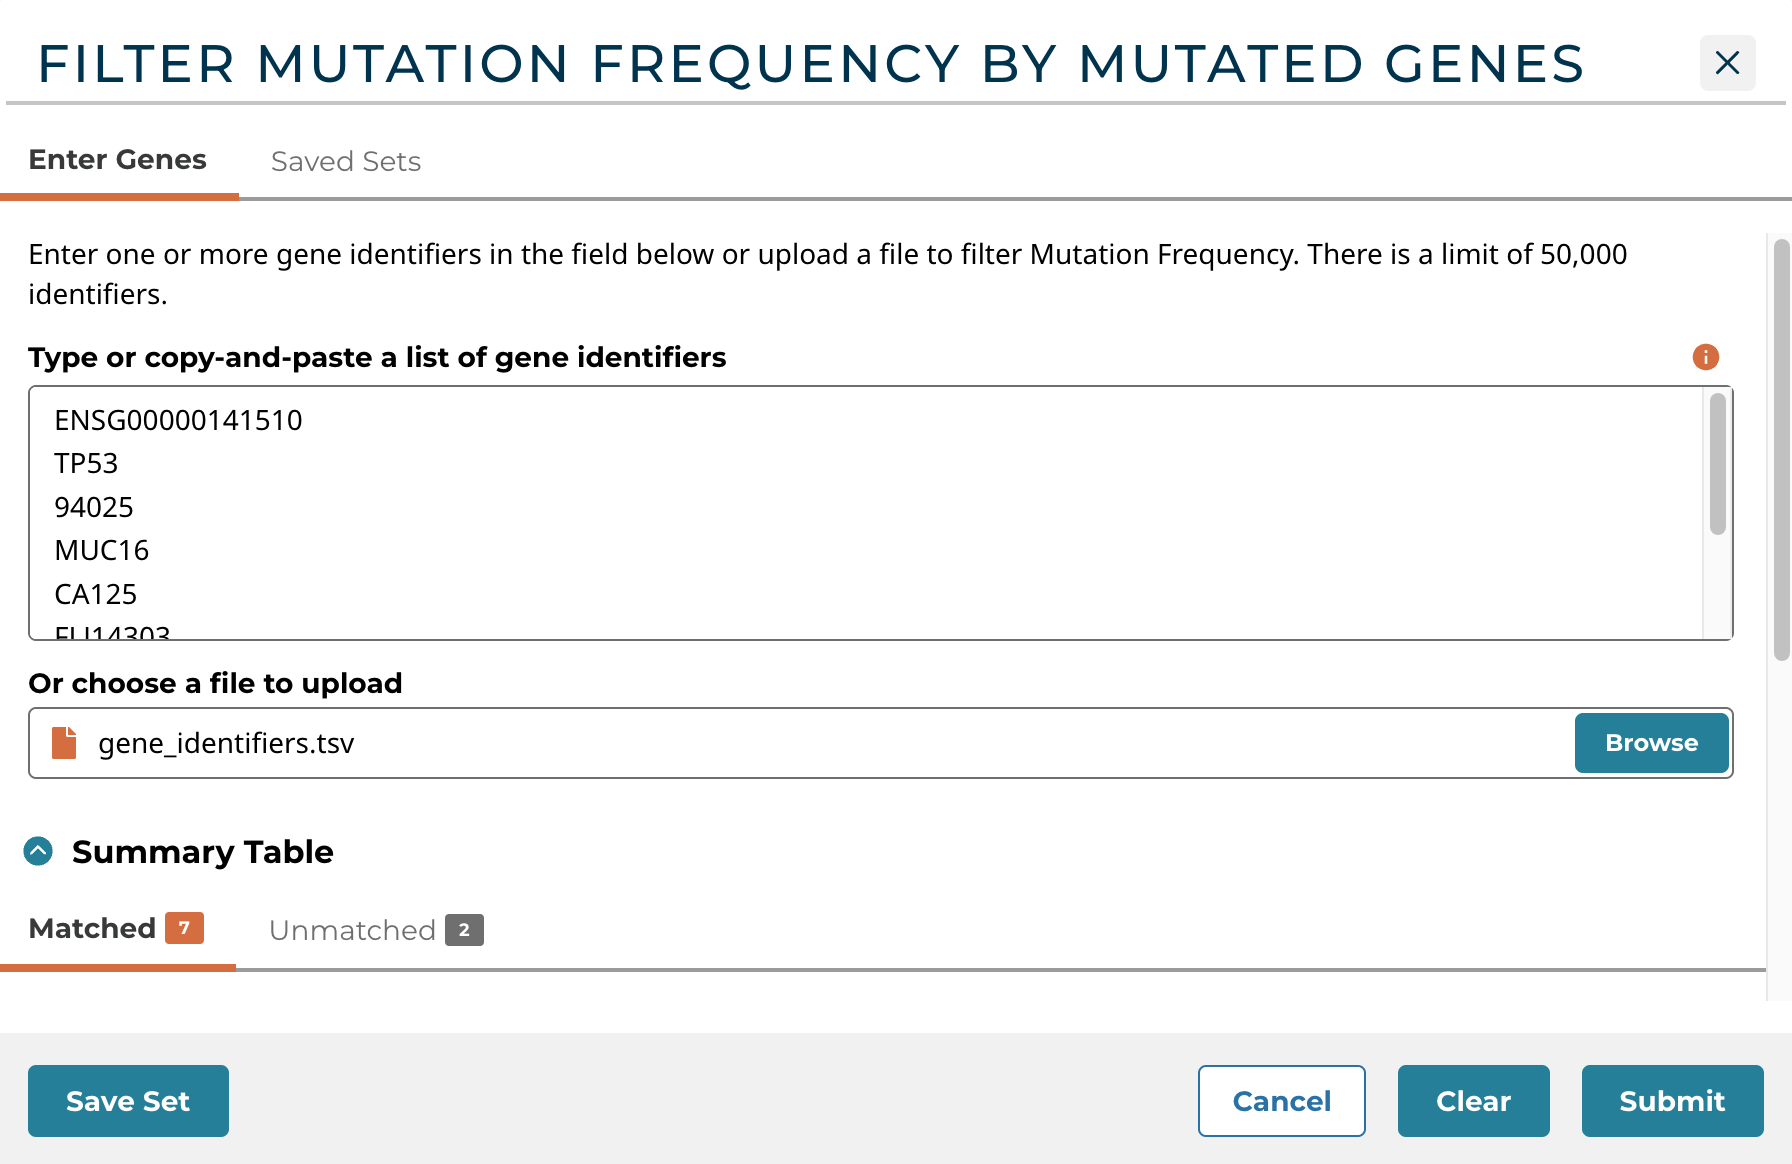 FILTER MUTATION FREQUENCY BY MUTATED GENES
Enter Genes
Saved Sets
Enter one or more gene identifiers in the field below or upload a file to filter Mutation Frequency. There is a limit of 50,000
identifiers.
Type or copy-and-paste a list of gene identifiers
ENSG00000141510
TP53
94025
MUC16
CA125
FLJ14303
Or choose a file to upload
gene_identifiers.tsv
Browse
Summary Table
Matched 7
Unmatched 2
Save Set
Cancel
Clear
Submit